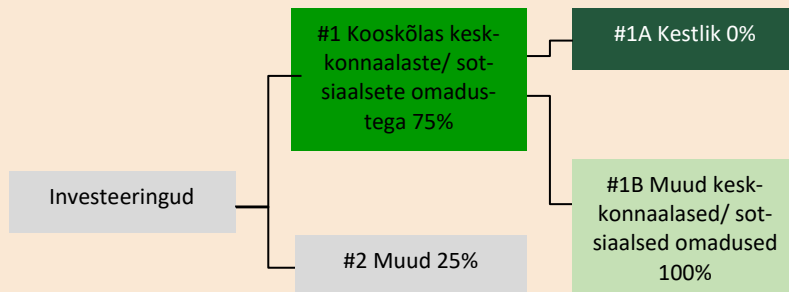 #1 Kooskõlas kesk-
konnaalaste/ sot-
siaalsete omadus-
tega 75%
#1A Kestlik 0%
Investeeringud
#1B Muud kesk-
konnaalased/ sot-
siaalsed omadused
100%
#2 Muud 25%